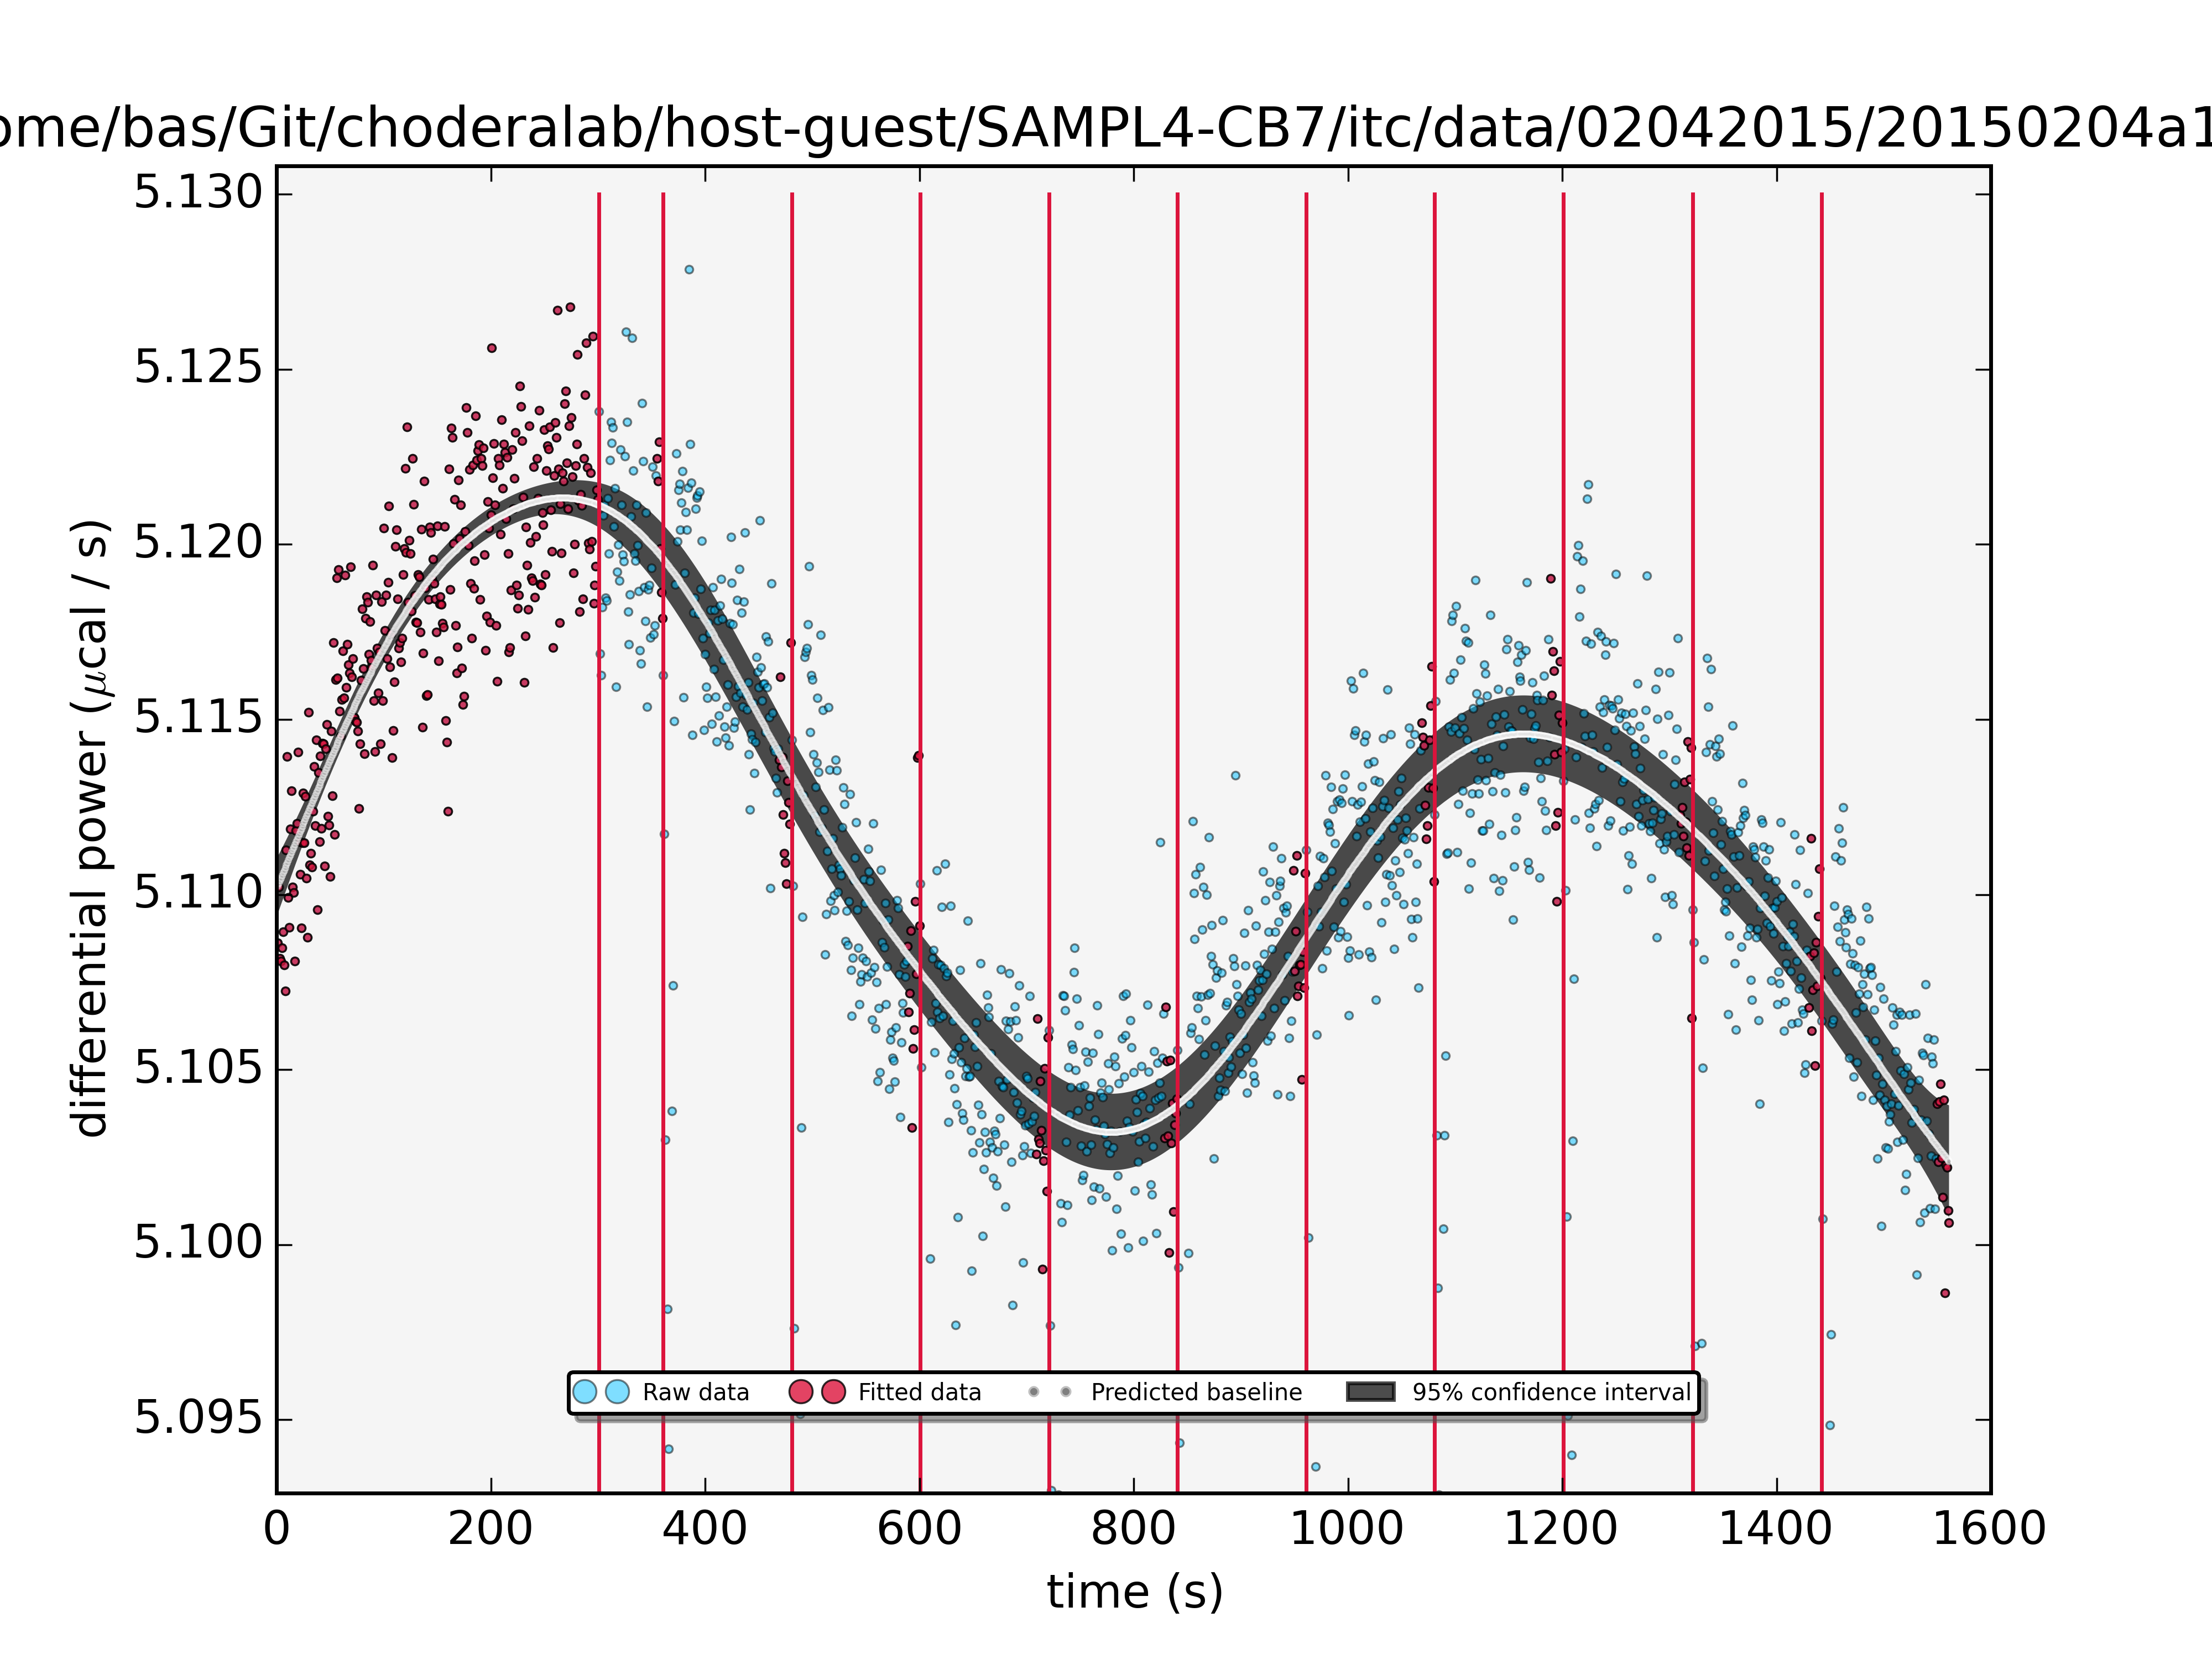 ome/bas/Git/choderalab/host-guest/SAMPL4-CB7/itc/data/02042015/20150204a1
5.130
5.125
5.120
5.115
5.110
5.105
5.100
5.095
differential power (μcal / s)
Raw data Fitted data Predicted baseline 95% confidence interval
0 200 400 600 800 1000 1200 1400 1600
time (s)